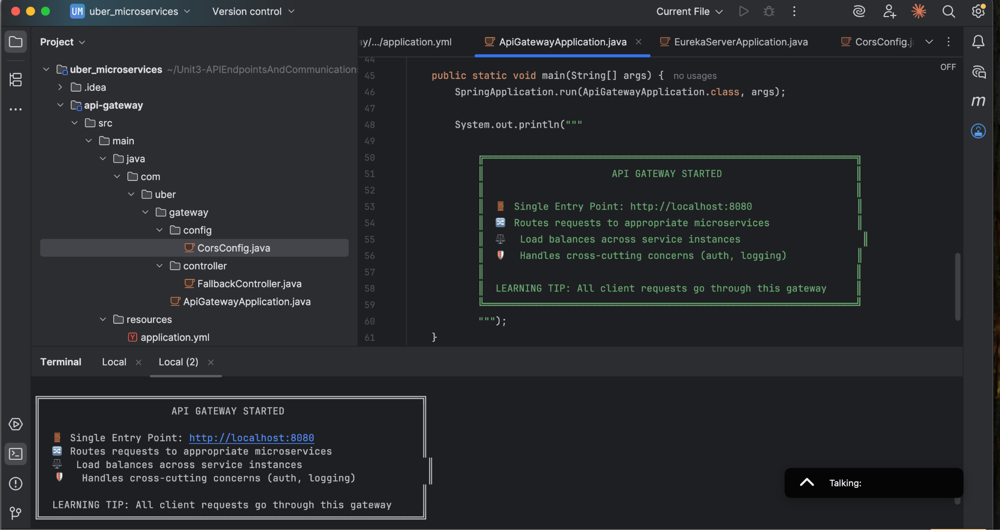 UM uber_microservices Version control Current File
Project
uber_microservices ~/Unit3-APIEndpointsAndCommunication
.idea
api-gateway
src
main
java
com
uber
gateway
config
CorsConfig.java
controller
FallbackController.java
ApiGatewayApplication.java
resources
Y application.yml
ay/.../application.yml ApiGatewayApplication.java EurekaServerApplication.java CorsConfig.j
OFF
44
45 public static void main(String[] args) { no usages
46 SpringApplication.run(ApiGatewayApplication.class, args);
47
48 System.out.println("""
49
50
51 API GATEWAY STARTED
52
53 🚪 Single Entry Point: http://localhost:8080
54 🔀 Routes requests to appropriate microservices
55 ⚖️ Load balances across service instances
56 🛡️ Handles cross-cutting concerns (auth, logging)
57
58 LEARNING TIP: All client requests go through this gateway
59
60 """);
61 }
m
Terminal Local Local (2)
API GATEWAY STARTED
🚪 Single Entry Point: http://localhost:8080
🔀 Routes requests to appropriate microservices
⚖️ Load balances across service instances
🛡️ Handles cross-cutting concerns (auth, logging)
LEARNING TIP: All client requests go through this gateway
Talking: